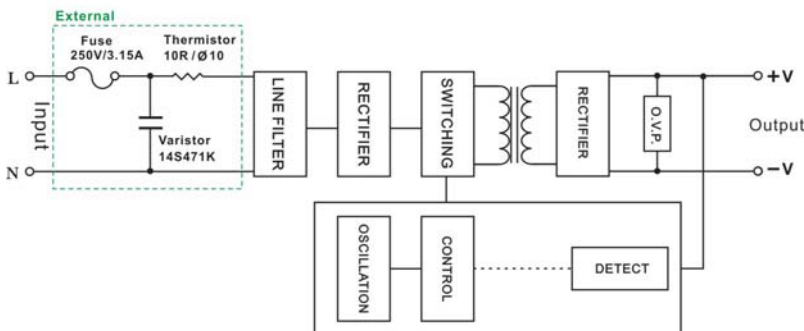 External
Fuse
250V/3.15A
Thermistor
10R/Ø10
L
Input
N
Varistor
14S471K
LINE FILTER
RECTIFIER
SWITCHING
RECTIFIER
O.V.P.
+V
Output
-V
OSCILLATION
CONTROL
DETECT